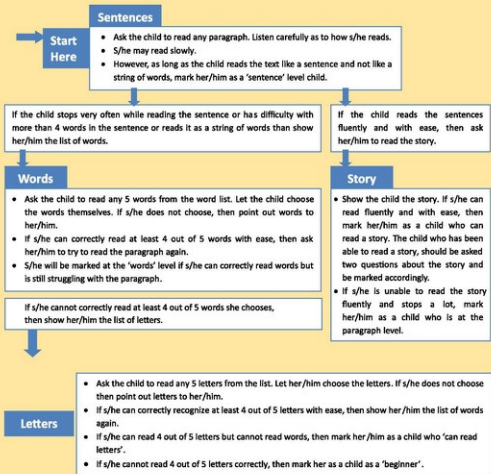 Sentences
Start
Here
• Ask the child to read any paragraph. Listen carefully as to how s/he reads.
• S/he may read slowly.
• However, as long as the child reads the text like a sentence and not like a
string of words, mark her/him as a ‘sentence’ level child.
If the child stops very often while reading the sentence or has difficulty with
more than 4 words in the sentence or reads it as a string of words than show
her/him the list of words.
If the child reads the sentences
fluently and with ease, then ask
her/him to read the story.
Words
• Ask the child to read any 5 words from the word list. Let the child choose
the words themselves. If s/he does not choose, then point out words to
her/him.
• If s/he can correctly read at least 4 out of 5 words with ease, then ask
her/him to try to read the paragraph again.
• S/he will be marked at the ‘words’ level if s/he can correctly read words but
is still struggling with the paragraph.
Story
• Show the child the story. If s/he can
read fluently and with ease, then
mark her/him as a child who can
read a story. The child who has been
able to read a story, should be asked
two questions about the story and
be marked accordingly.
• If s/he is unable to read the story
fluently and stops a lot, mark
her/him as a child who is at the
paragraph level.
If s/he cannot correctly read at least 4 out of 5 words she chooses,
then show her/him the list of letters.
Letters
• Ask the child to read any 5 letters from the list. Let her/him choose the letters. If s/he does not choose
then point out letters to her/him.
• If s/he can correctly recognize at least 4 out of 5 letters with ease, then show her/him the list of words
again.
• If s/he can read 4 out of 5 letters but cannot read words, then mark her/him as a child who ‘can read
letters’.
• If s/he cannot read 4 out of 5 letters correctly, then mark her as a child as a ‘beginner’.